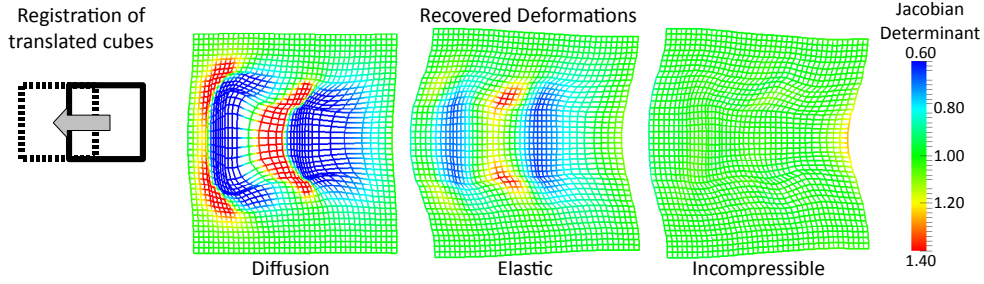 Registration of
translated cubes
Recovered Deformations
Jacobian
Determinant
0.60
0.80
1.00
1.20
1.40
Diffusion
Elastic
Incompressible